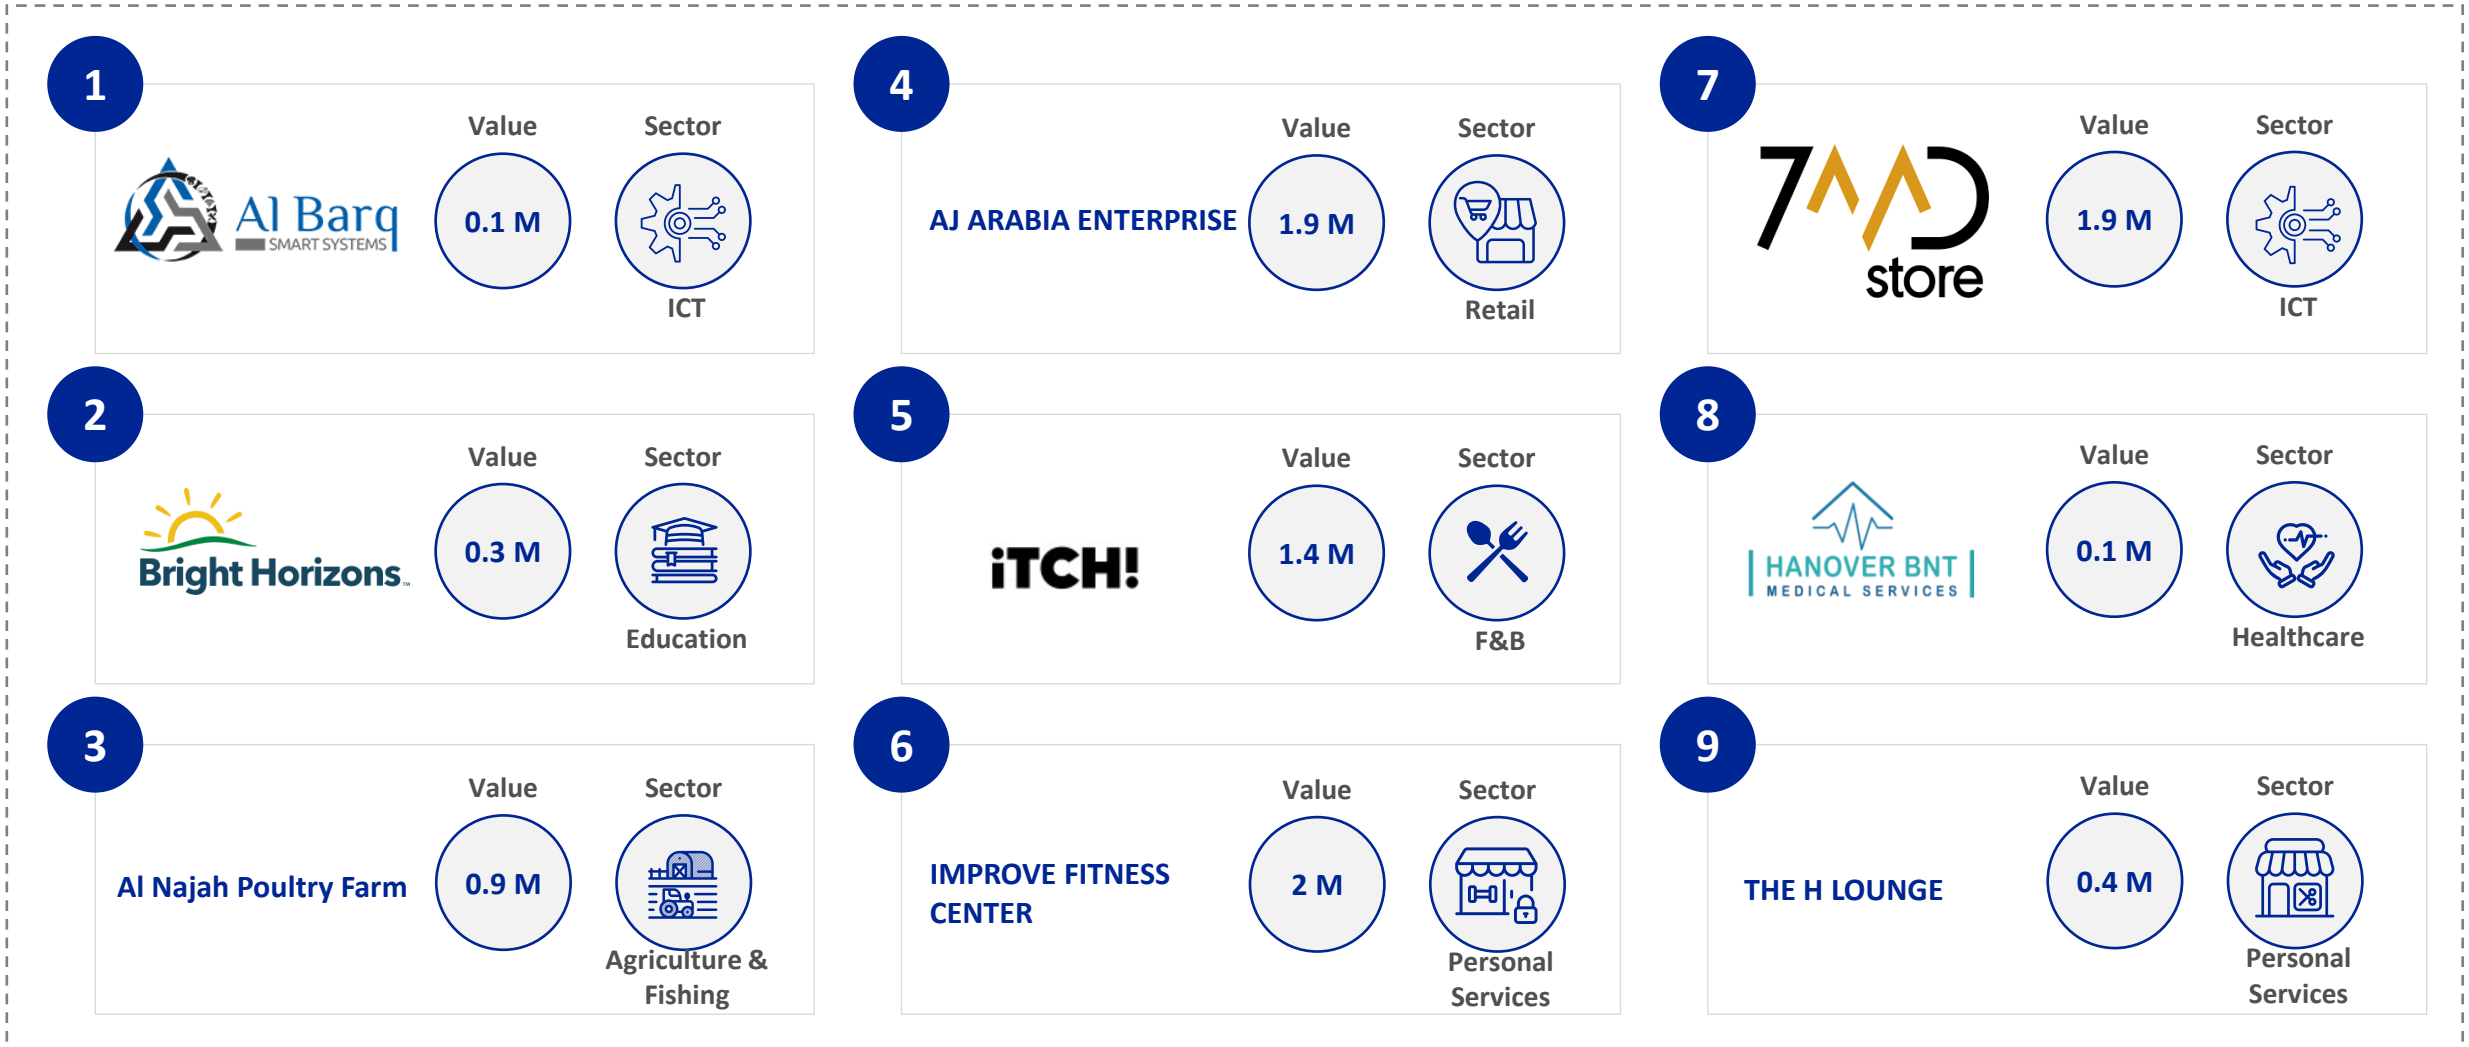 1
Value
Sector
Al Barq
SMART SYSTEMS
0.1 M
ICT
2
Value
Sector
Bright Horizons
0.3 M
Education
3
Value
Sector
Al Najah Poultry Farm
0.9 M
Agriculture &
Fishing
4
Value
Sector
AJ ARABIA ENTERPRISE
1.9 M
Retail
5
Value
Sector
iTCH!
1.4 M
F&B
6
Value
Sector
IMPROVE FITNESS
CENTER
2 M
Personal
Services
7
Value
Sector
7MD
store
1.9 M
ICT
8
Value
Sector
HANOVER BNT
MEDICAL SERVICES
0.1 M
Healthcare
9
Value
Sector
THE H LOUNGE
0.4 M
Personal
Services